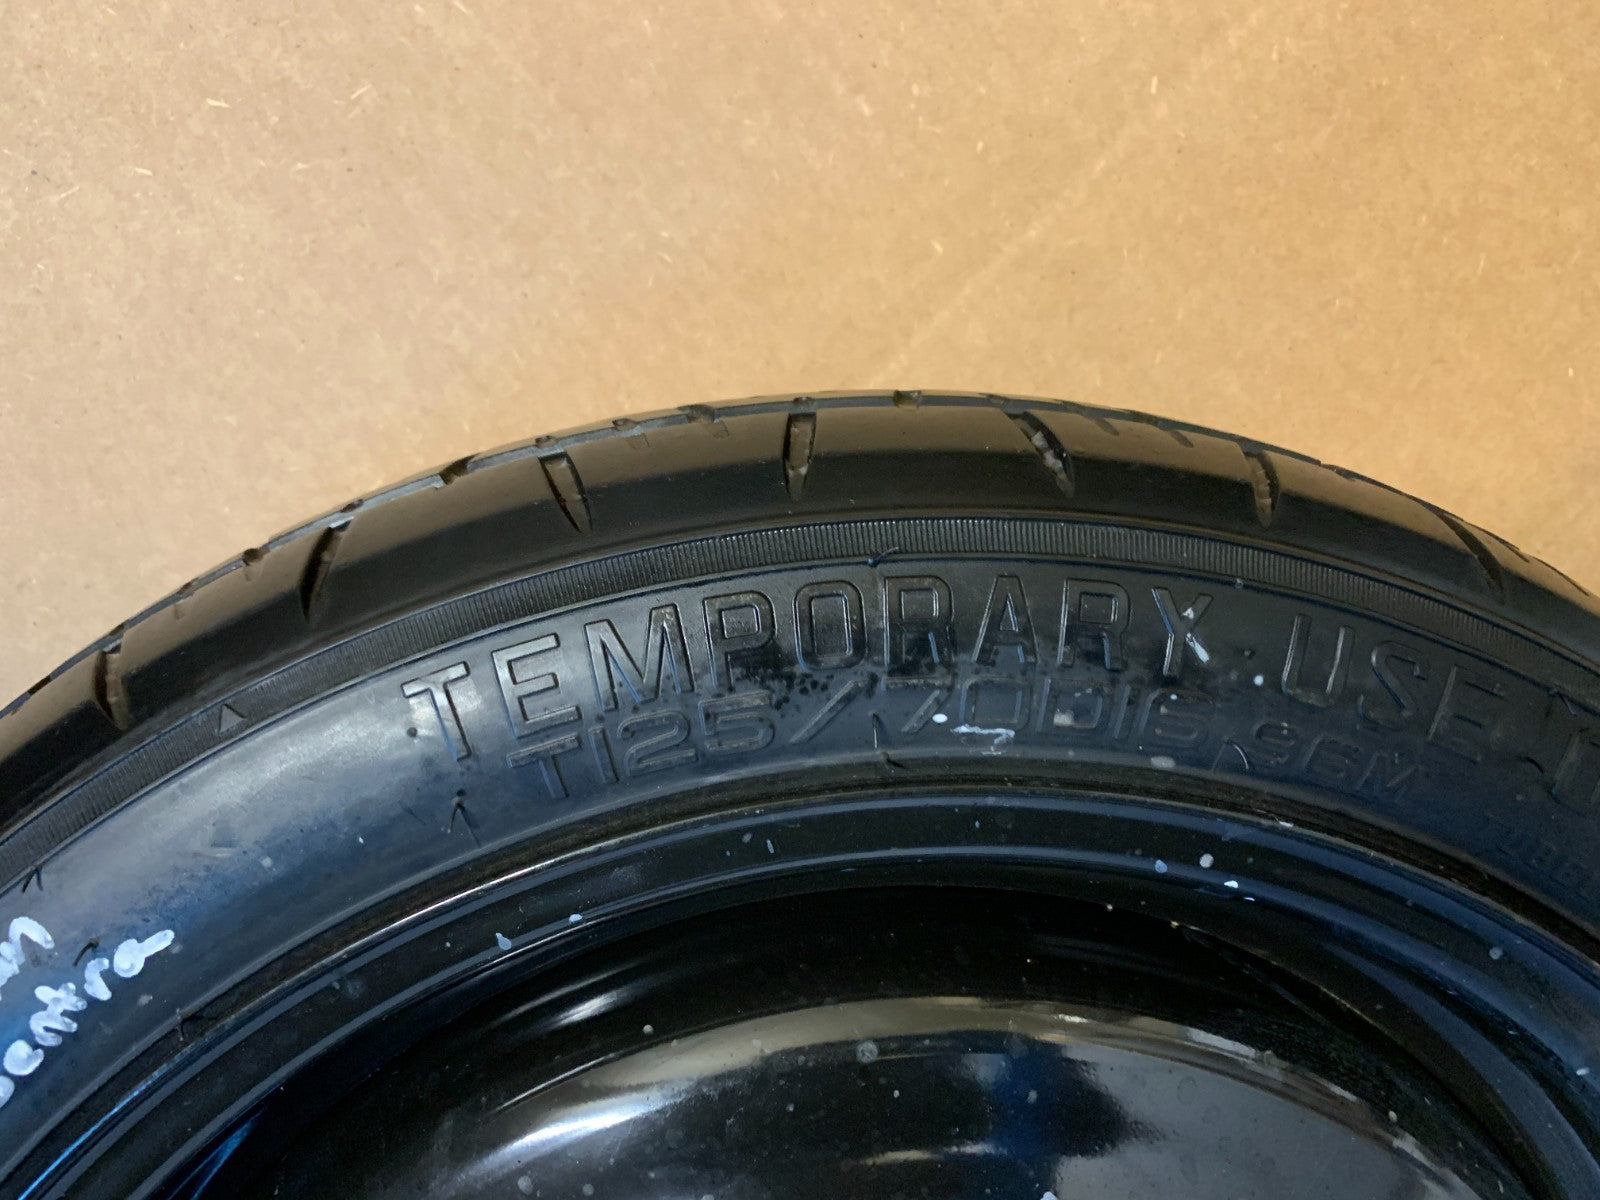 TEMPORARY USE
T125/70D16 96M